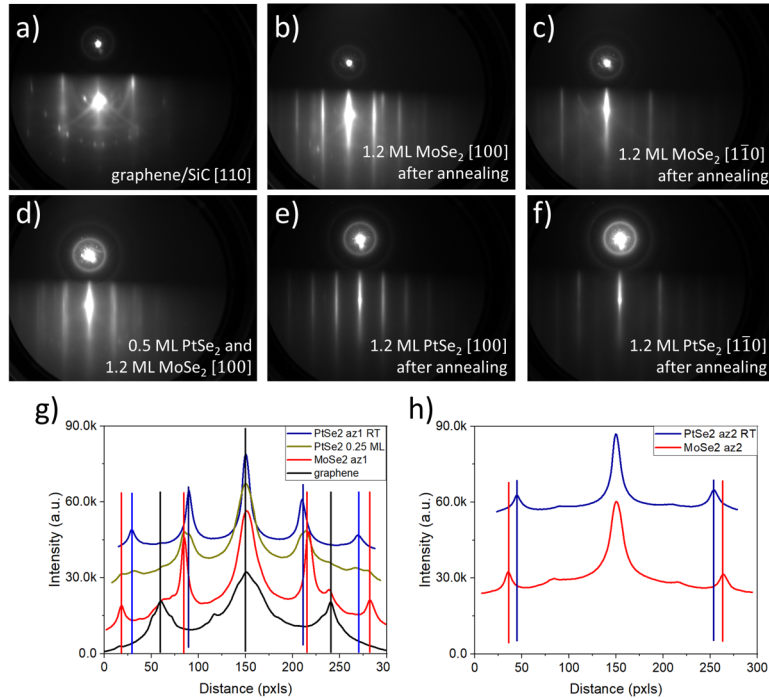 a)
graphene/SiC [110]
b)
1.2 ML MoSe₂ [100]
after annealing
c)
1.2 ML MoSe₂ [11̅0]
after annealing
d)
0.5 ML PtSe₂ and
1.2 ML MoSe₂ [100]
e)
1.2 ML PtSe₂ [100]
after annealing
f)
1.2 ML PtSe₂ [11̅0]
after annealing
g)
90.0k
60.0k
30.0k
0.0
Intensity (a.u.)
PtSe2 az1 RT
PtSe2 0.25 ML
MoSe2 az1
graphene
0 50 100 150 200 250 300
Distance (pxls)
h)
90.0k
60.0k
30.0k
0.0
Intensity (a.u.)
PtSe2 az2 RT
MoSe2 az2
0 50 100 150 200 250 300
Distance (pxls)